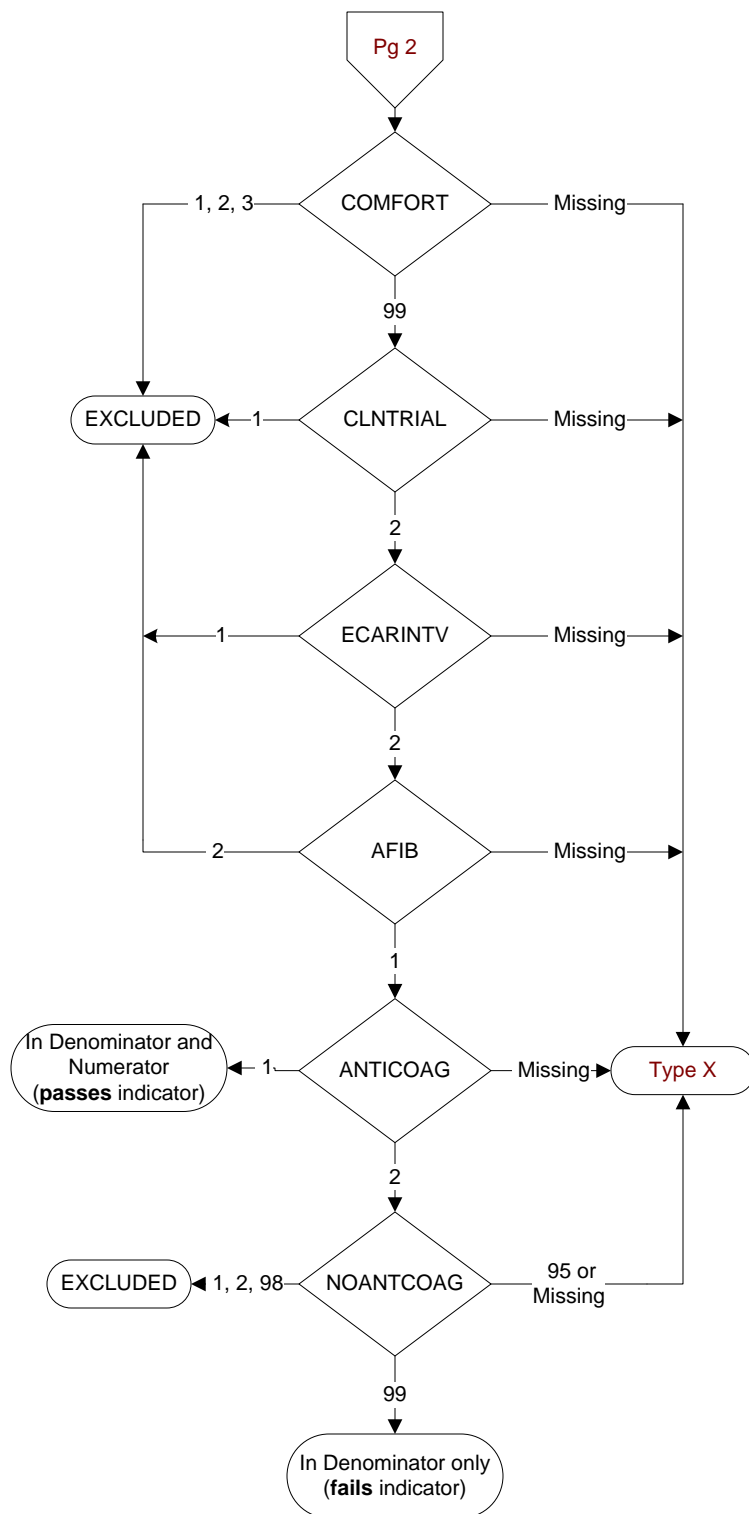 Pg 2
COMFORT
1, 2, 3
Missing
99
EXCLUDED
1
CLNTRIAL
Missing
2
1
ECARINTV
Missing
2
2
AFIB
Missing
1
In Denominator and
Numerator
(passes indicator)
1
ANTICOAG
Missing
Type X
2
EXCLUDED
1, 2, 98
NOANTCOAG
95 or
Missing
99
In Denominator only
(fails indicator)